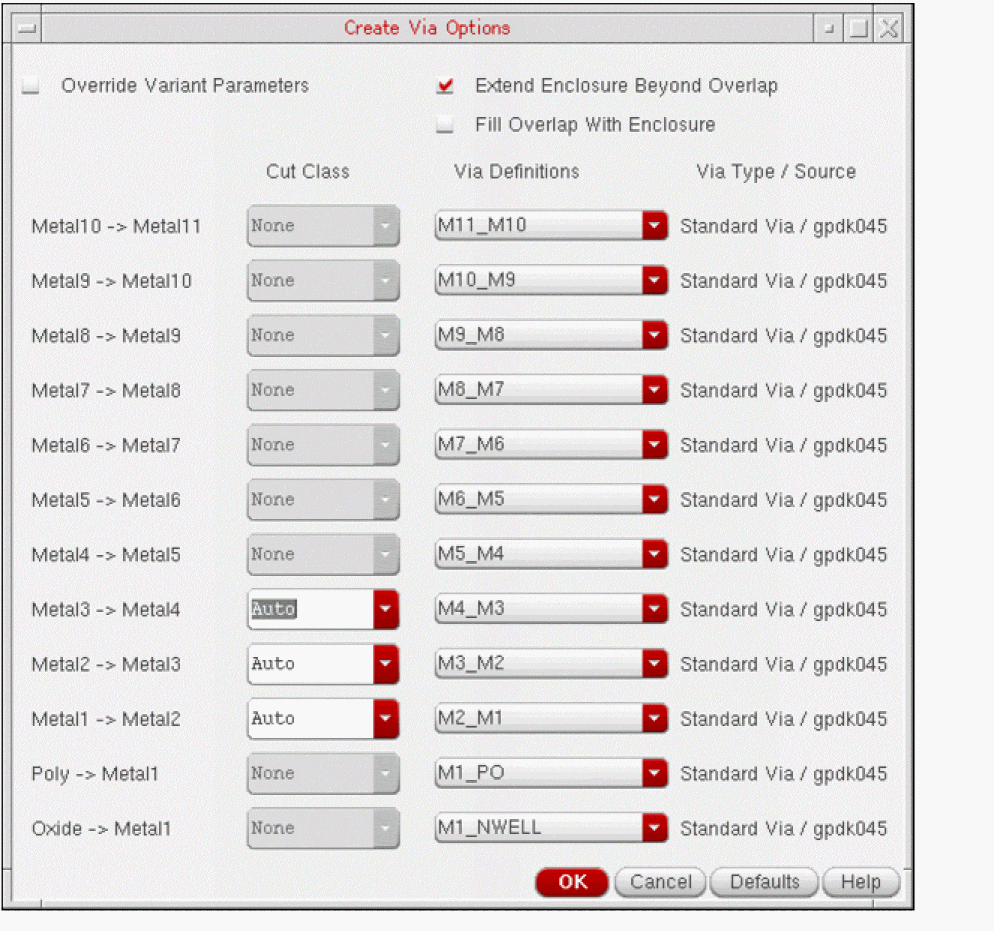 Create Via Options
Override Variant Parameters Extend Enclosure Beyond Overlap
Fill Overlap With Enclosure
Cut Class Via Definitions Via Type / Source
Metal10 -> Metal11 None M11_M10 Standard Via / gpdk045
Metal9 -> Metal10 None M10_M9 Standard Via / gpdk045
Metal8 -> Metal9 None M9_M8 Standard Via / gpdk045
Metal7 -> Metal8 None M8_M7 Standard Via / gpdk045
Metal6 -> Metal7 None M7_M6 Standard Via / gpdk045
Metal5 -> Metal6 None M6_M5 Standard Via / gpdk045
Metal4 -> Metal5 None M5_M4 Standard Via / gpdk045
Metal3 -> Metal4 Auto M4_M3 Standard Via / gpdk045
Metal2 -> Metal3 Auto M3_M2 Standard Via / gpdk045
Metal1 -> Metal2 Auto M2_M1 Standard Via / gpdk045
Poly -> Metal1 None M1_PO Standard Via / gpdk045
Oxide -> Metal1 None M1_NWELL Standard Via / gpdk045
OK Cancel Defaults Help